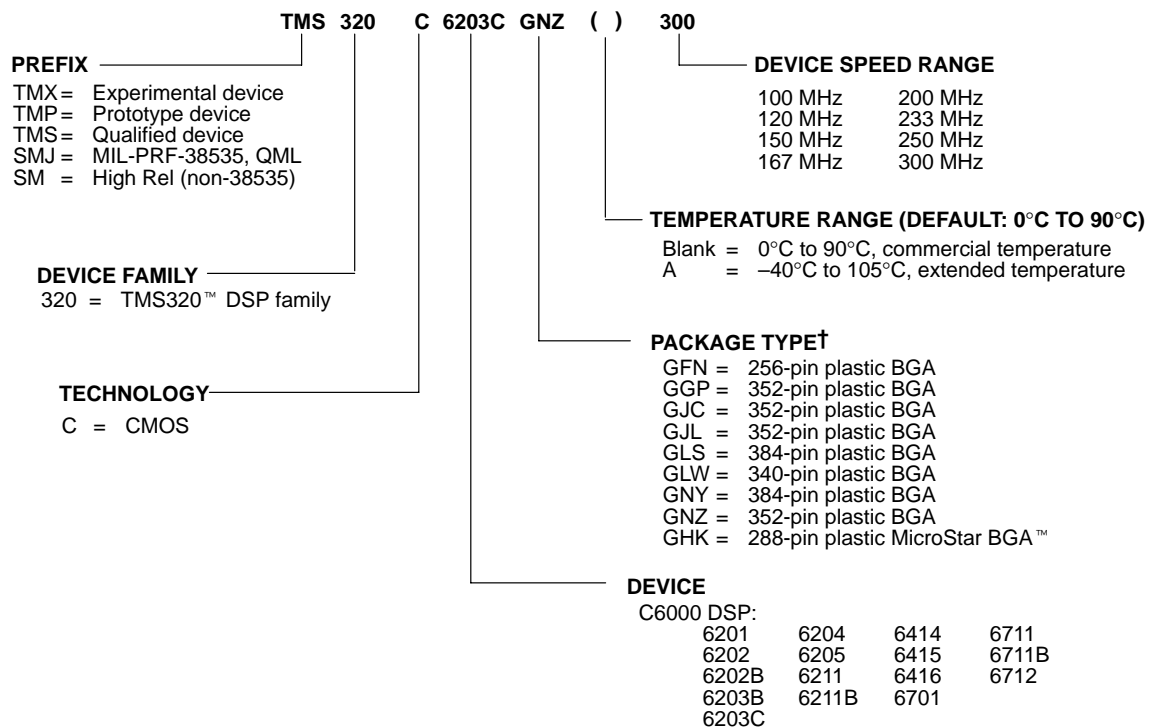 TMS 320 C 6203C GNZ ( ) 300
PREFIX
TMX = Experimental device
TMP = Prototype device
TMS = Qualified device
SMJ = MIL-PRF-38535, QML
SM = High Rel (non-38535)
DEVICE SPEED RANGE
100 MHz 200 MHz
120 MHz 233 MHz
150 MHz 250 MHz
167 MHz 300 MHz
TEMPERATURE RANGE (DEFAULT: 0°C TO 90°C)
Blank = 0°C to 90°C, commercial temperature
A = –40°C to 105°C, extended temperature
DEVICE FAMILY
320 = TMS320™ DSP family
PACKAGE TYPE†
GFN = 256-pin plastic BGA
GGP = 352-pin plastic BGA
GJC = 352-pin plastic BGA
GJL = 352-pin plastic BGA
GLS = 384-pin plastic BGA
GLW = 340-pin plastic BGA
GNY = 384-pin plastic BGA
GNZ = 352-pin plastic BGA
GHK = 288-pin plastic MicroStar BGA™
TECHNOLOGY
C = CMOS
DEVICE
C6000 DSP:
6201 6204 6414 6711
6202 6205 6415 6711B
6202B 6211 6416 6712
6203B 6211B 6701
6203C